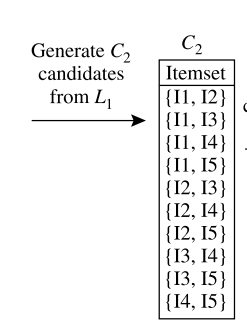 Generate C₂
candidates
from L₁
C₂
Itemset
{I1, I2}
{I1, I3}
{I1, I4}
{I1, I5}
{I2, I3}
{I2, I4}
{I2, I5}
{I3, I4}
{I3, I5}
{I4, I5}